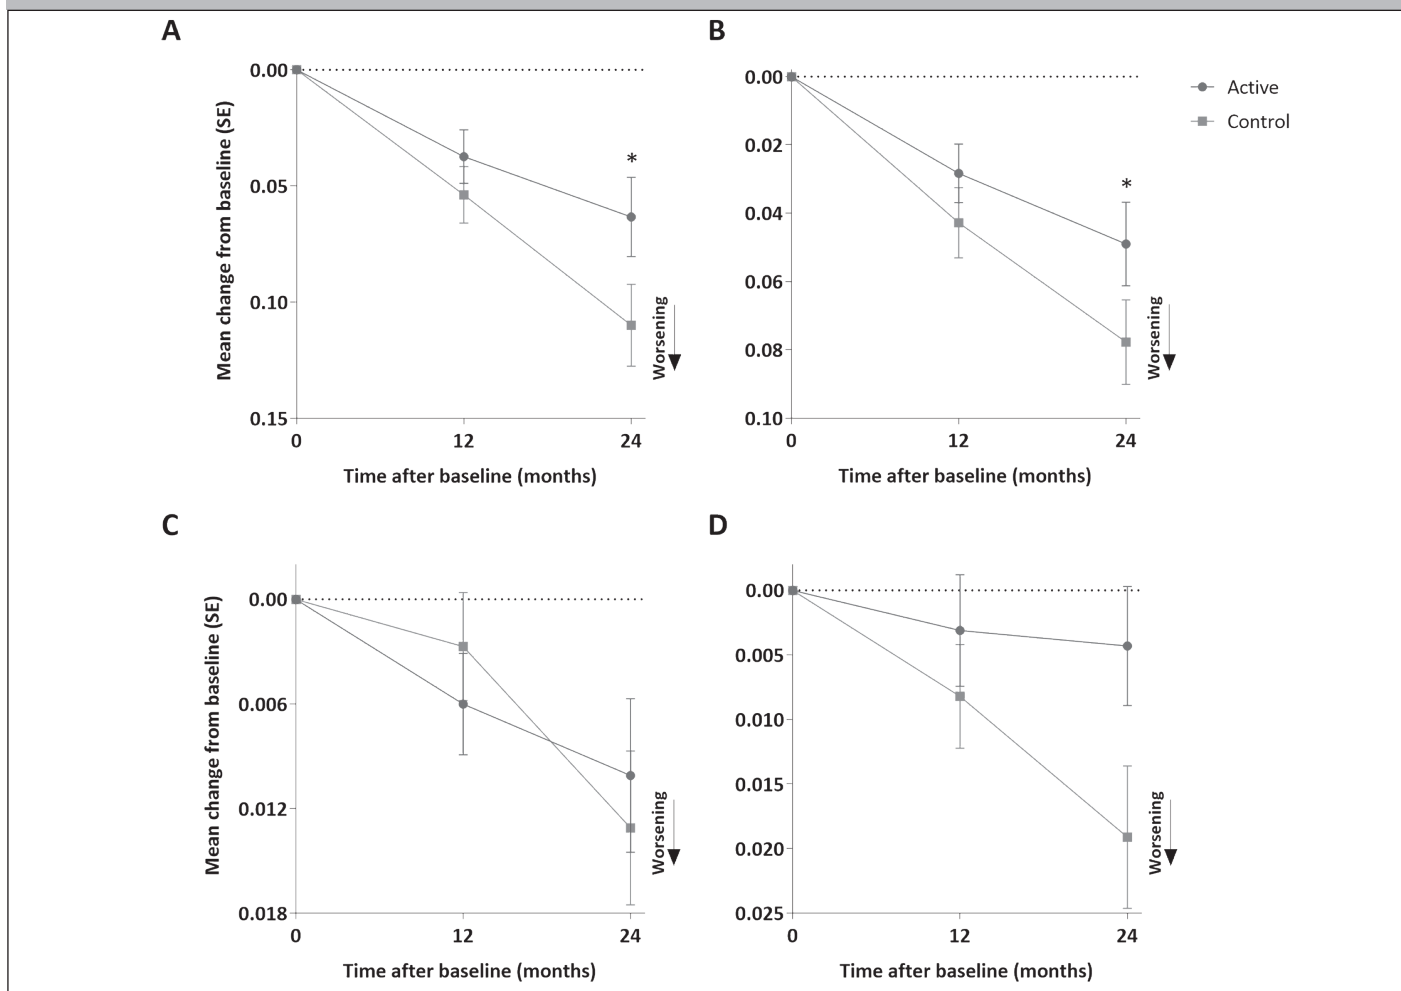 A
0.00
0.05
0.10
0.15
Mean change from baseline (SE)
*
Worsening
0 12 24
Time after baseline (months)
B
0.00
0.02
0.04
0.06
0.08
0.10
*
Worsening
0 12 24
Time after baseline (months)
Active
Control
C
0.00
0.006
0.012
0.018
Mean change from baseline (SE)
Worsening
0 12 24
Time after baseline (months)
D
0.00
0.005
0.010
0.015
0.020
0.025
Worsening
0 12 24
Time after baseline (months)